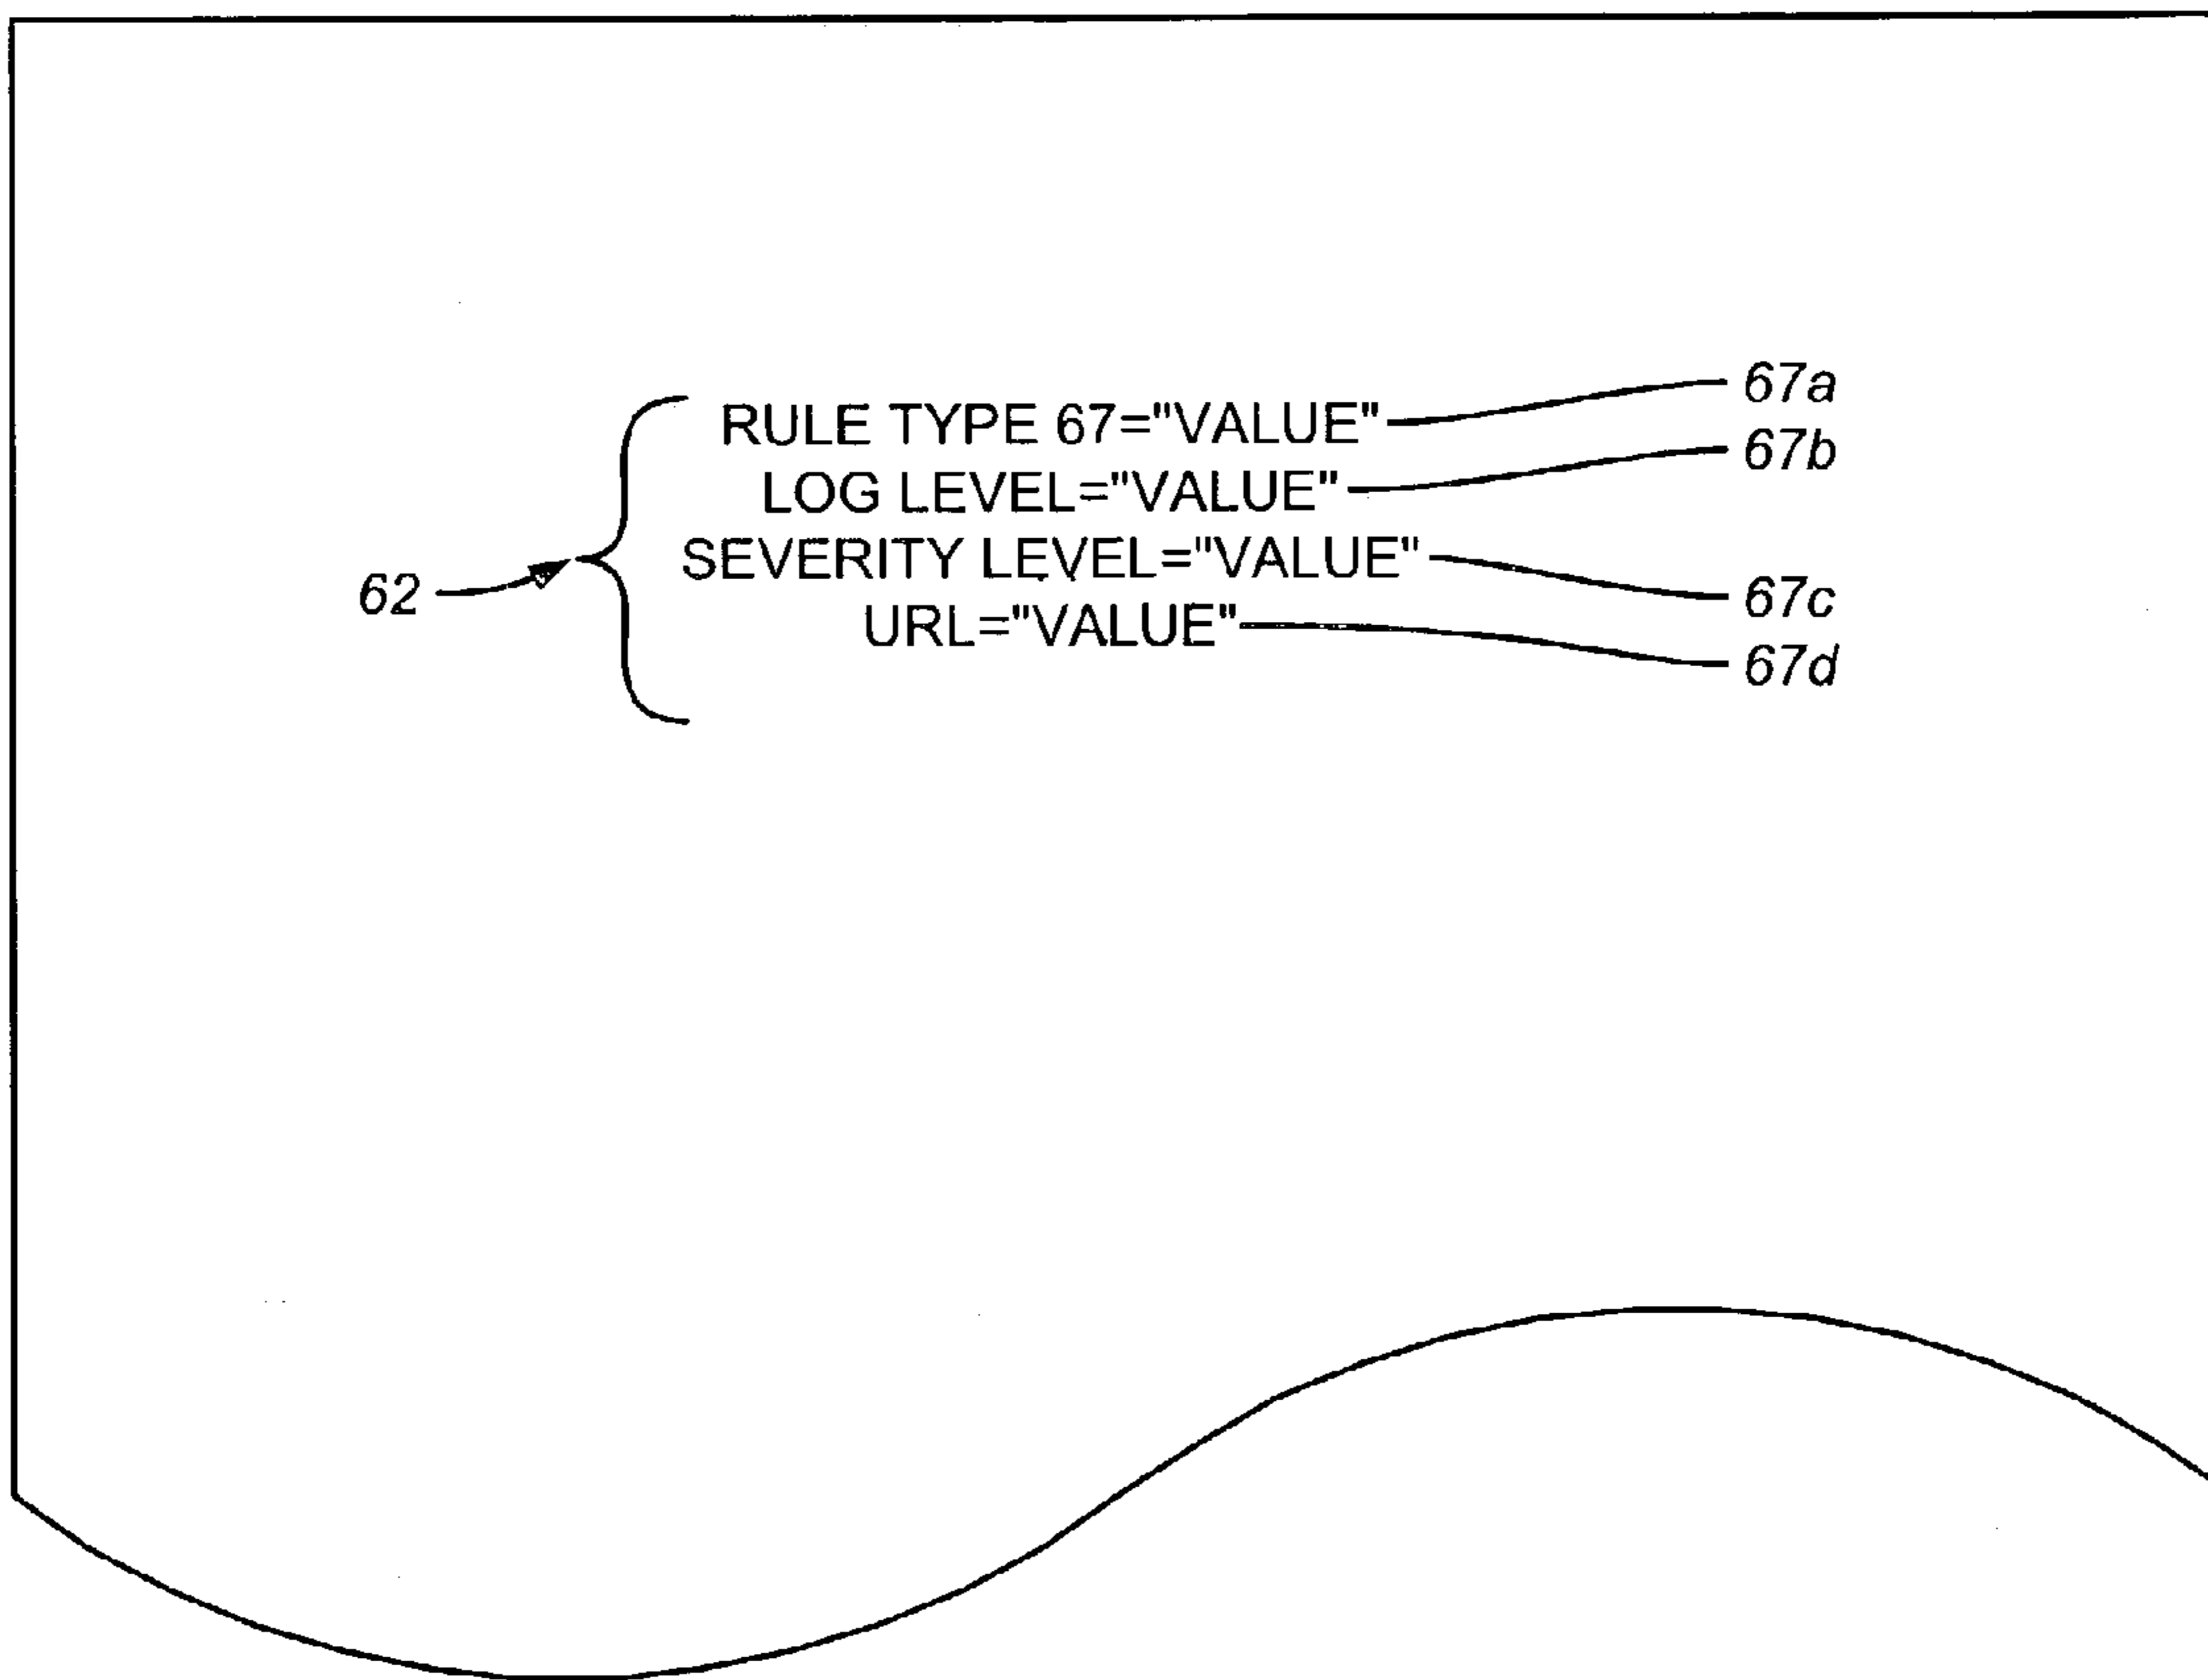 RULE TYPE 67="VALUE" 67a
LOG LEVEL="VALUE" 67b
SEVERITY LEVEL="VALUE" 67c
62
URL="VALUE" 67d